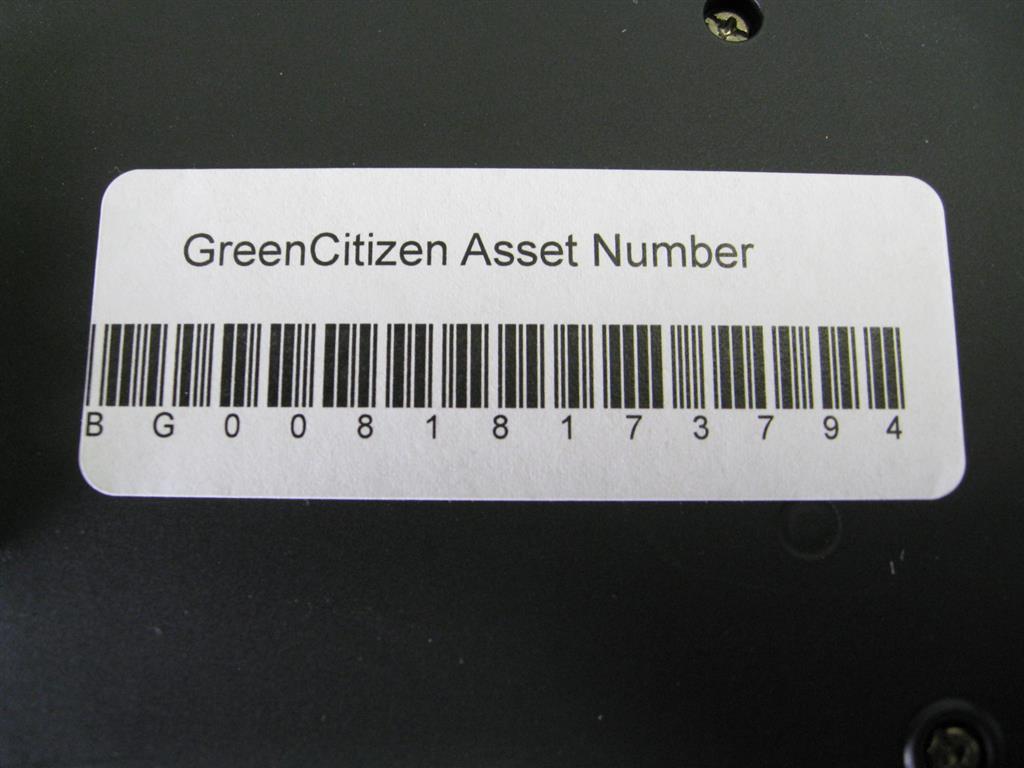 GreenCitizen Asset Number
B G 0 0 8 1 8 1 7 3 7 9 4